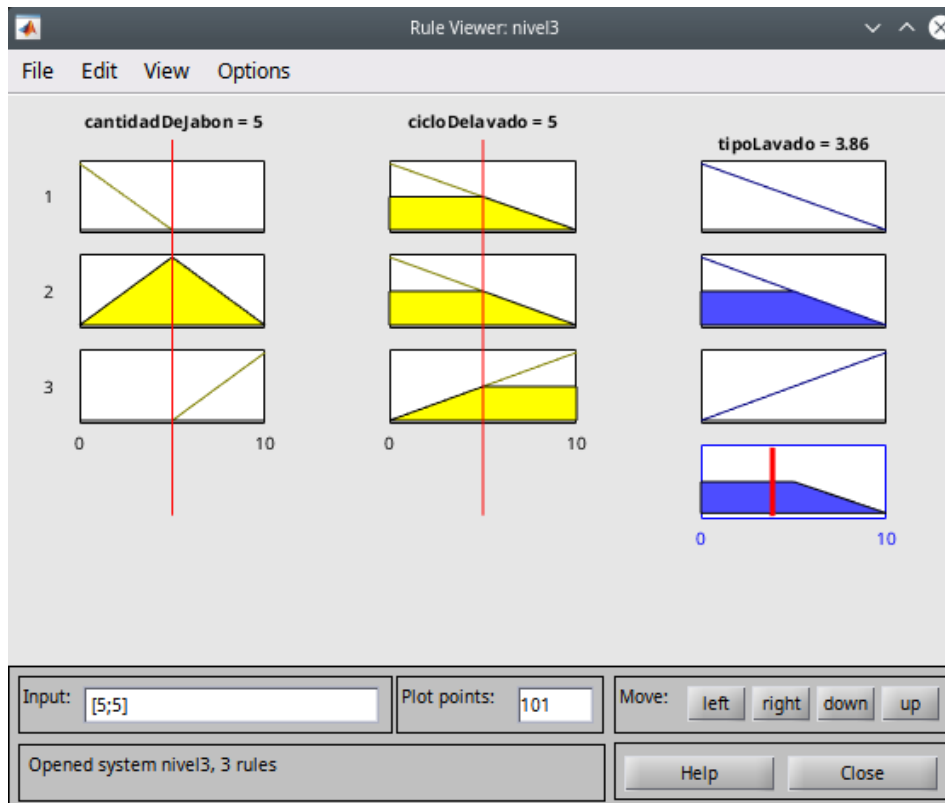 Rule Viewer: nivel3
File Edit View Options
cantidadDeJabon = 5 cicloDelavado = 5
tipoLavado = 3.86
1
2
3
0 10 0 10
0 10
Input: [5;5] Plot points: 101 Move: left right down up
Opened system nivel3, 3 rules Help Close